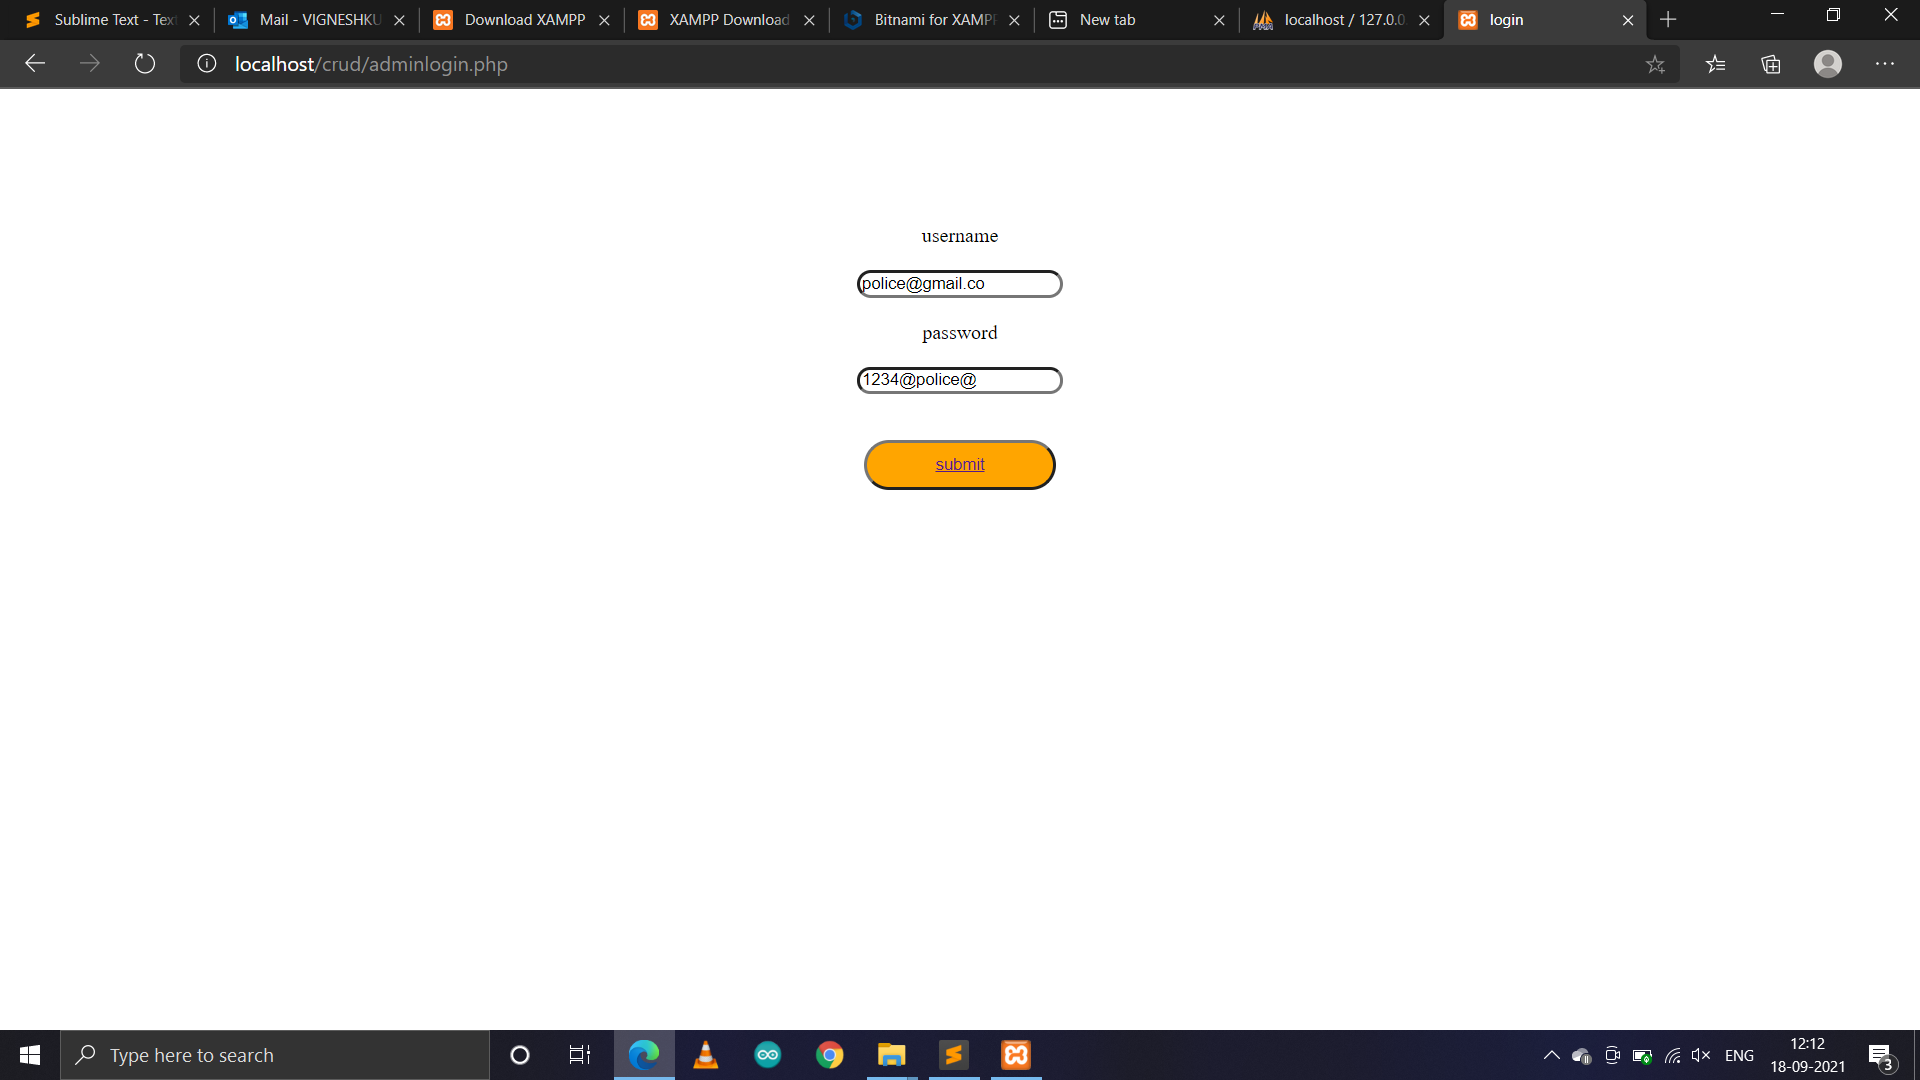 Sublime Text - Tex
Mail - VIGNESHKU
Download XAMPP
XAMPP Download
Bitnami for XAMPP
New tab
localhost / 127.0.0.
login
localhost/crud/adminlogin.php
username
police@gmail.co
password
1234@police@
submit
Type here to search
ENG
12:12
18-09-2021
3